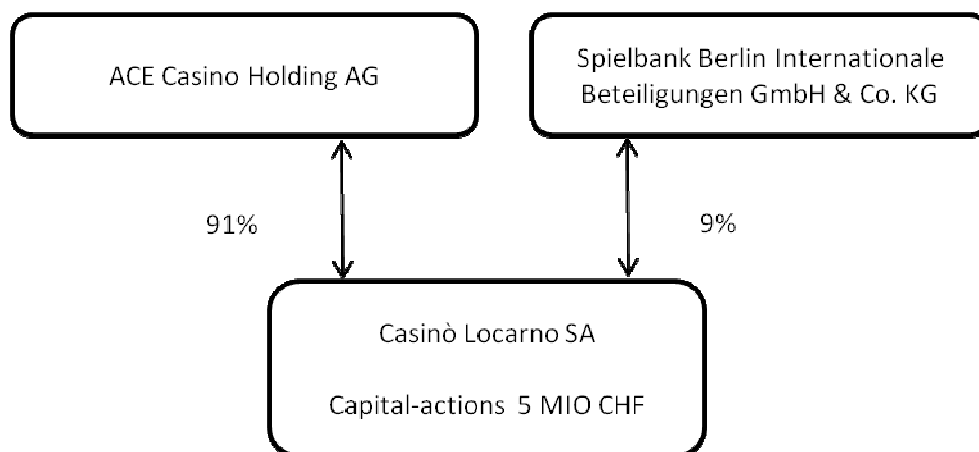 ACE Casino Holding AG
Spielbank Berlin Internationale
Beteiligungen GmbH & Co. KG
91%
9%
Casinò Locarno SA
Capital-actions 5 MIO CHF